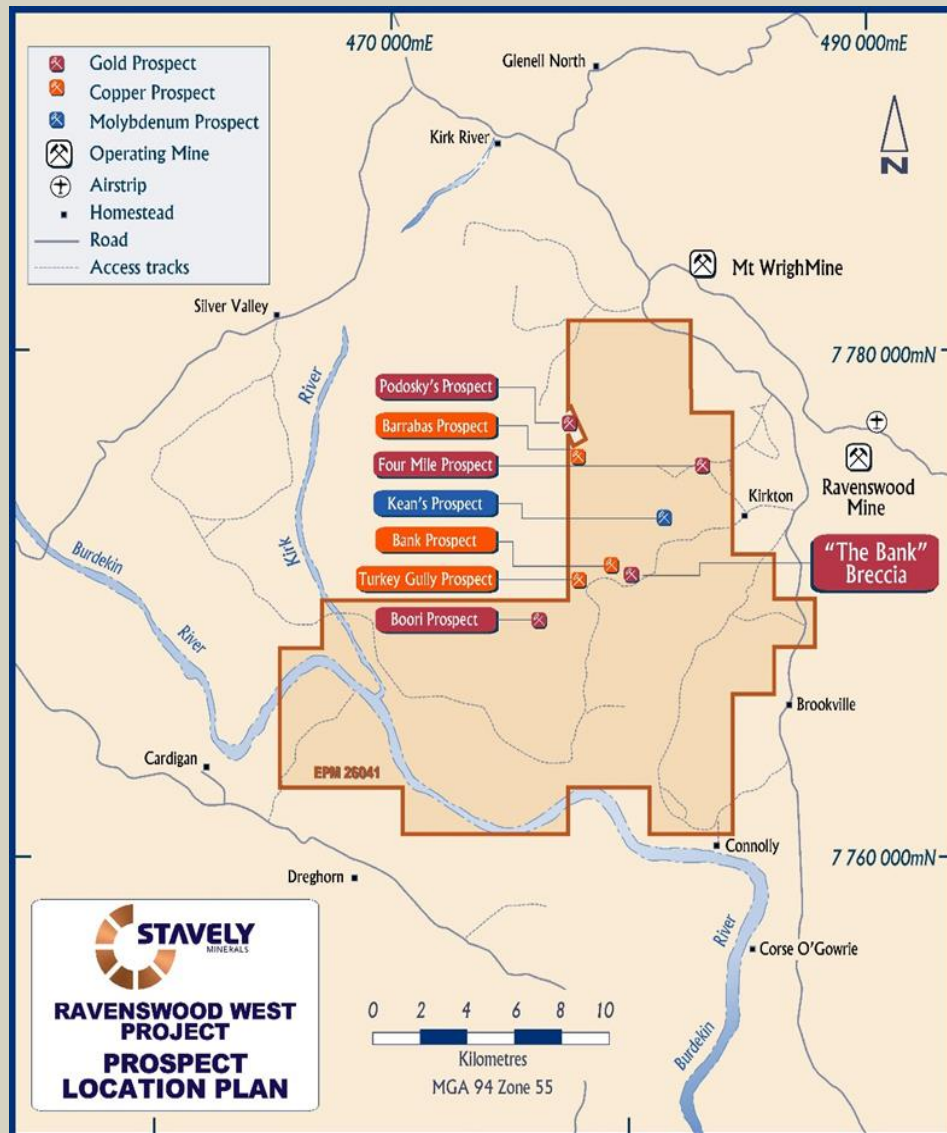 470 000mE
490 000mE
Gold Prospect
Copper Prospect
Molybdenum Prospect
Operating Mine
Airstrip
Homestead
Road
Access tracks
Glenell North
Kirk River
N
Mt WrighMine
Silver Valley
7 780 000mN
River
Kirk
Podosky's Prospect
Barrabas Prospect
Four Mile Prospect
Kean's Prospect
Bank Prospect
Turkey Gully Prospect
Boori Prospect
Kirkton
Ravenswood
Mine
"The Bank"
Breccia
Burdekin
River
Brookville
Cardigan
EPM 26041
Connolly
7 760 000mN
Dreghorn
River
Corse O'Gowrie
Burdekin
STAVELY
MINERALS
RAVENSWOOD WEST
PROJECT
PROSPECT
LOCATION PLAN
0 2 4 6 8 10
Kilometres
MGA 94 Zone 55